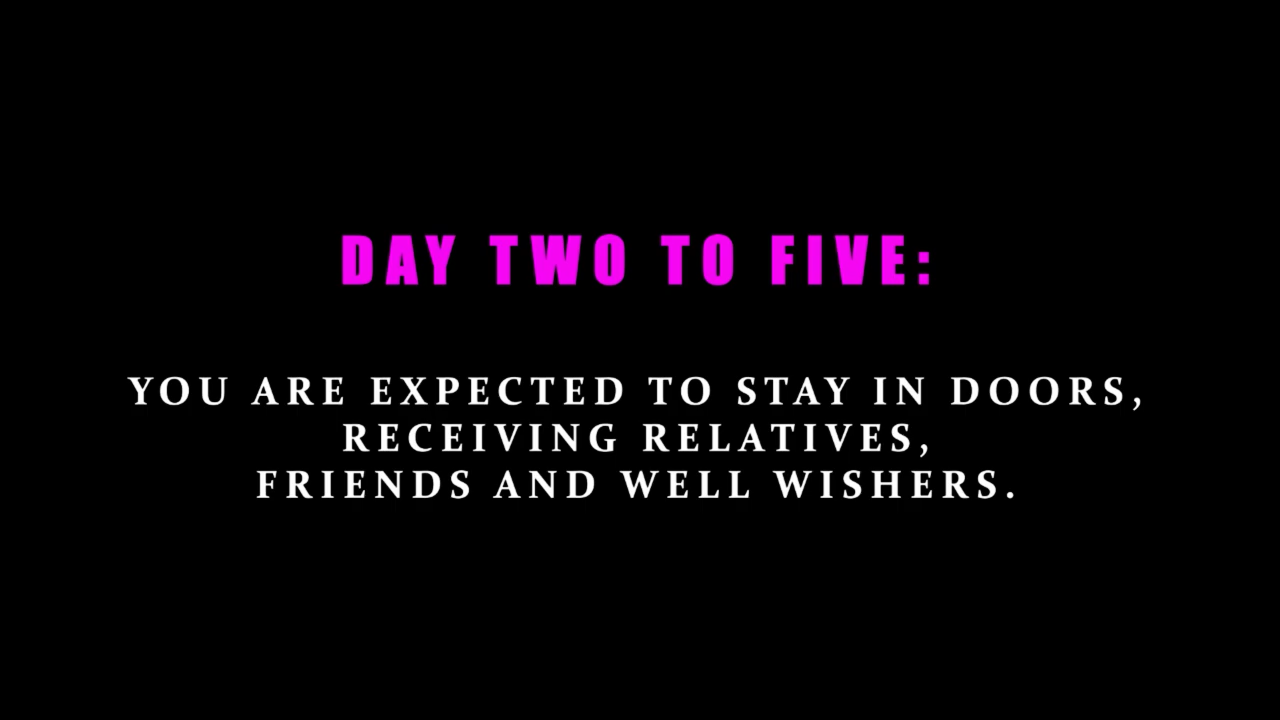 DAY TWO TO FIVE:
YOU ARE EXPECTED TO STAY IN DOORS,
RECEIVING RELATIVES,
FRIENDS AND WELL WISHERS.